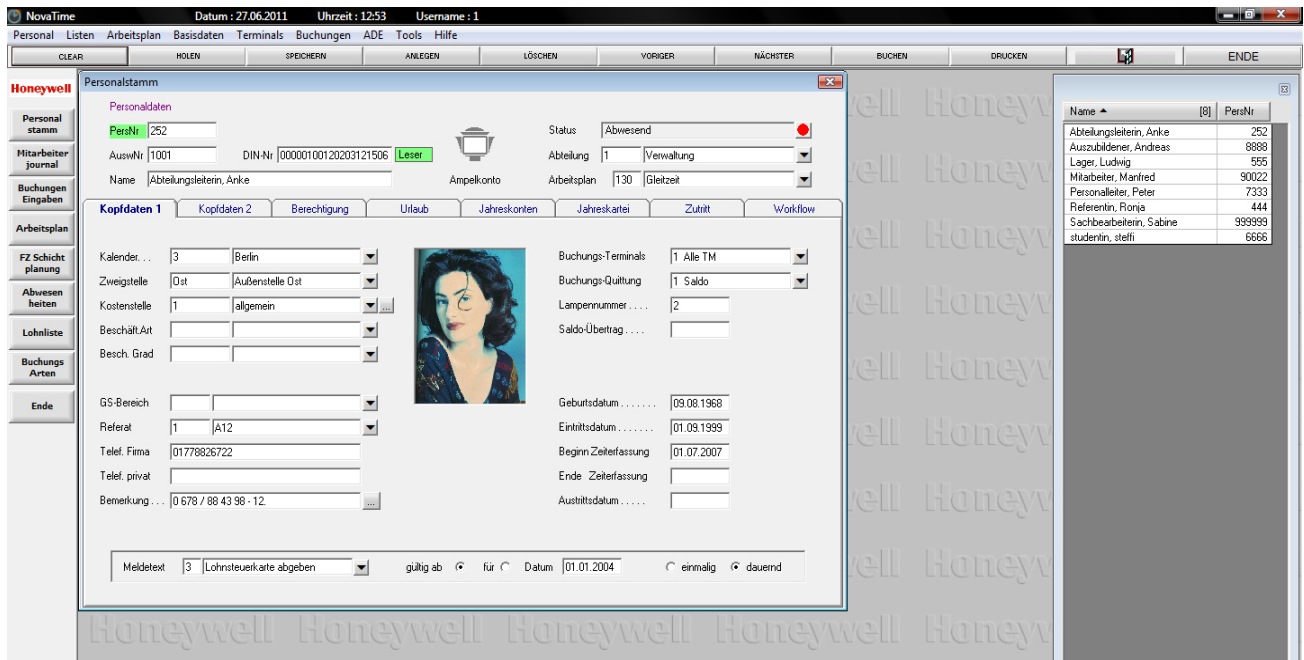 NovaTime Datum : 27.06.2011 Uhrzeit : 12:53 Username : 1
Personal Listen Arbeitsplan Basisdaten Terminals Buchungen ADE Tools Hilfe
CLEAR HOLEN SPEICHERN ANLEGEN LÖSCHEN VORIGER NÄCHSTER BUCHEN DRUCKEN ENDE
Honeywell
Personal
stamm
Mitarbeiter
journal
Buchungen
Eingaben
Arbeitsplan
FZ Schicht
planung
Abwesen
heiten
Lohnliste
Buchungs
Arten
Ende
Personalstamm
Personaldaten
PersNr 252 Status Abwesend
AuswNr 1001 DIN-Nr 00000100120203121506 Leser Abteilung 1 Verwaltung
Name Abteilungsleiterin, Anke Ampelkonto Arbeitsplan 130 Gleitzeit
Kopfdaten 1 Kopfdaten 2 Berechtigung Urlaub Jahreskonten Jahreskartei Zutritt Workflow
Kalender. . . 3 Berlin Buchungs-Terminals 1 Alle TM
Zweigstelle Ost Außenstelle Ost Buchungs-Quittung 1 Saldo
Kostenstelle 1 allgemein ... Lampennummer . . . . 2
Beschäft.Art Saldo-Übertrag . . . .
Besch. Grad
GS-Bereich Geburtsdatum . . . . . . . 09.08.1968
Referat 1 A12 Eintrittsdatum . . . . . . . 01.09.1999
Telef. Firma 01778826722 Beginn Zeiterfassung 01.07.2007
Telef. privat Ende Zeiterfassung
Bemerkung . . . 0 678 / 88 43 98 - 12. ... Austrittsdatum . . . . .
Meldetext 3 Lohnsteuerkarte abgeben gültig ab für Datum 01.01.2004 einmalig dauernd
Name [8] PersNr
Abteilungsleiterin, Anke 252
Auszubildener, Andreas 8888
Lager, Ludwig 555
Mitarbeiter, Manfred 90022
Personalleiter, Peter 7333
Referentin, Ronja 444
Sachbearbeiterin, Sabine 999999
studentin, steffi 6666
Honeywell Honeywell Honeywell Honeywell